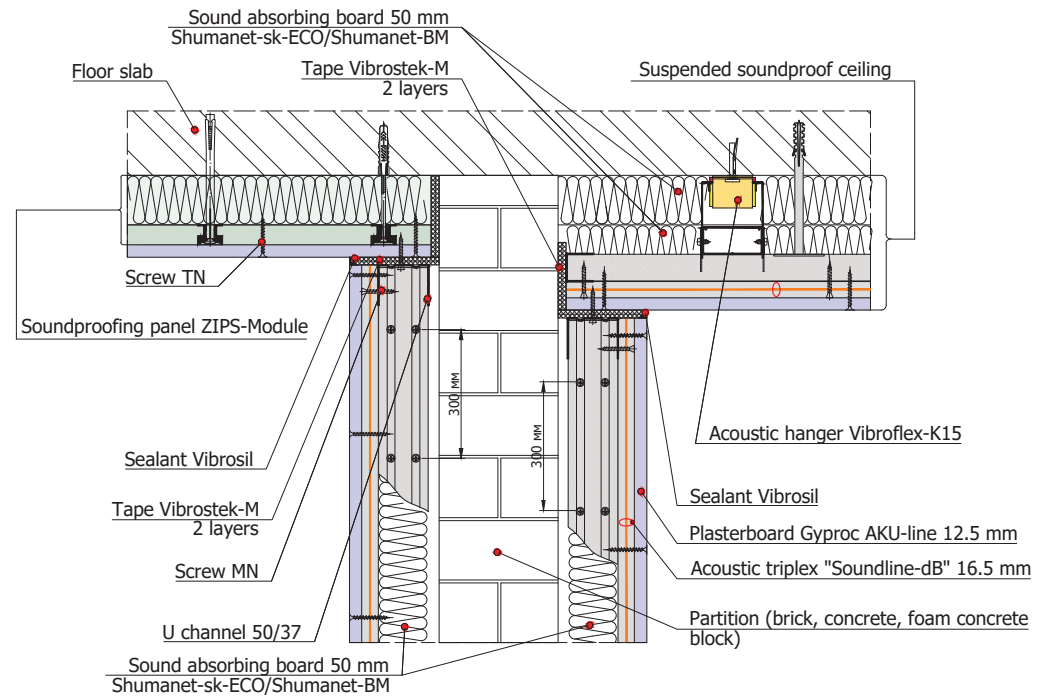 Sound absorbing board 50 mm
Shumanet-sk-ECO/Shumanet-BM
Floor slab
Tape Vibrostek-M
2 layers
Suspended soundproof ceiling
Screw TN
Soundproofing panel ZIPS-Module
300 мм
300 мм
Acoustic hanger Vibroflex-K15
Sealant Vibrosil
Sealant Vibrosil
Tape Vibrostek-M
2 layers
Plasterboard Gyproc AKU-line 12.5 mm
Screw MN
Acoustic triplex "Soundline-dB" 16.5 mm
U channel 50/37
Partition (brick, concrete, foam concrete
block)
Sound absorbing board 50 mm
Shumanet-sk-ECO/Shumanet-BM